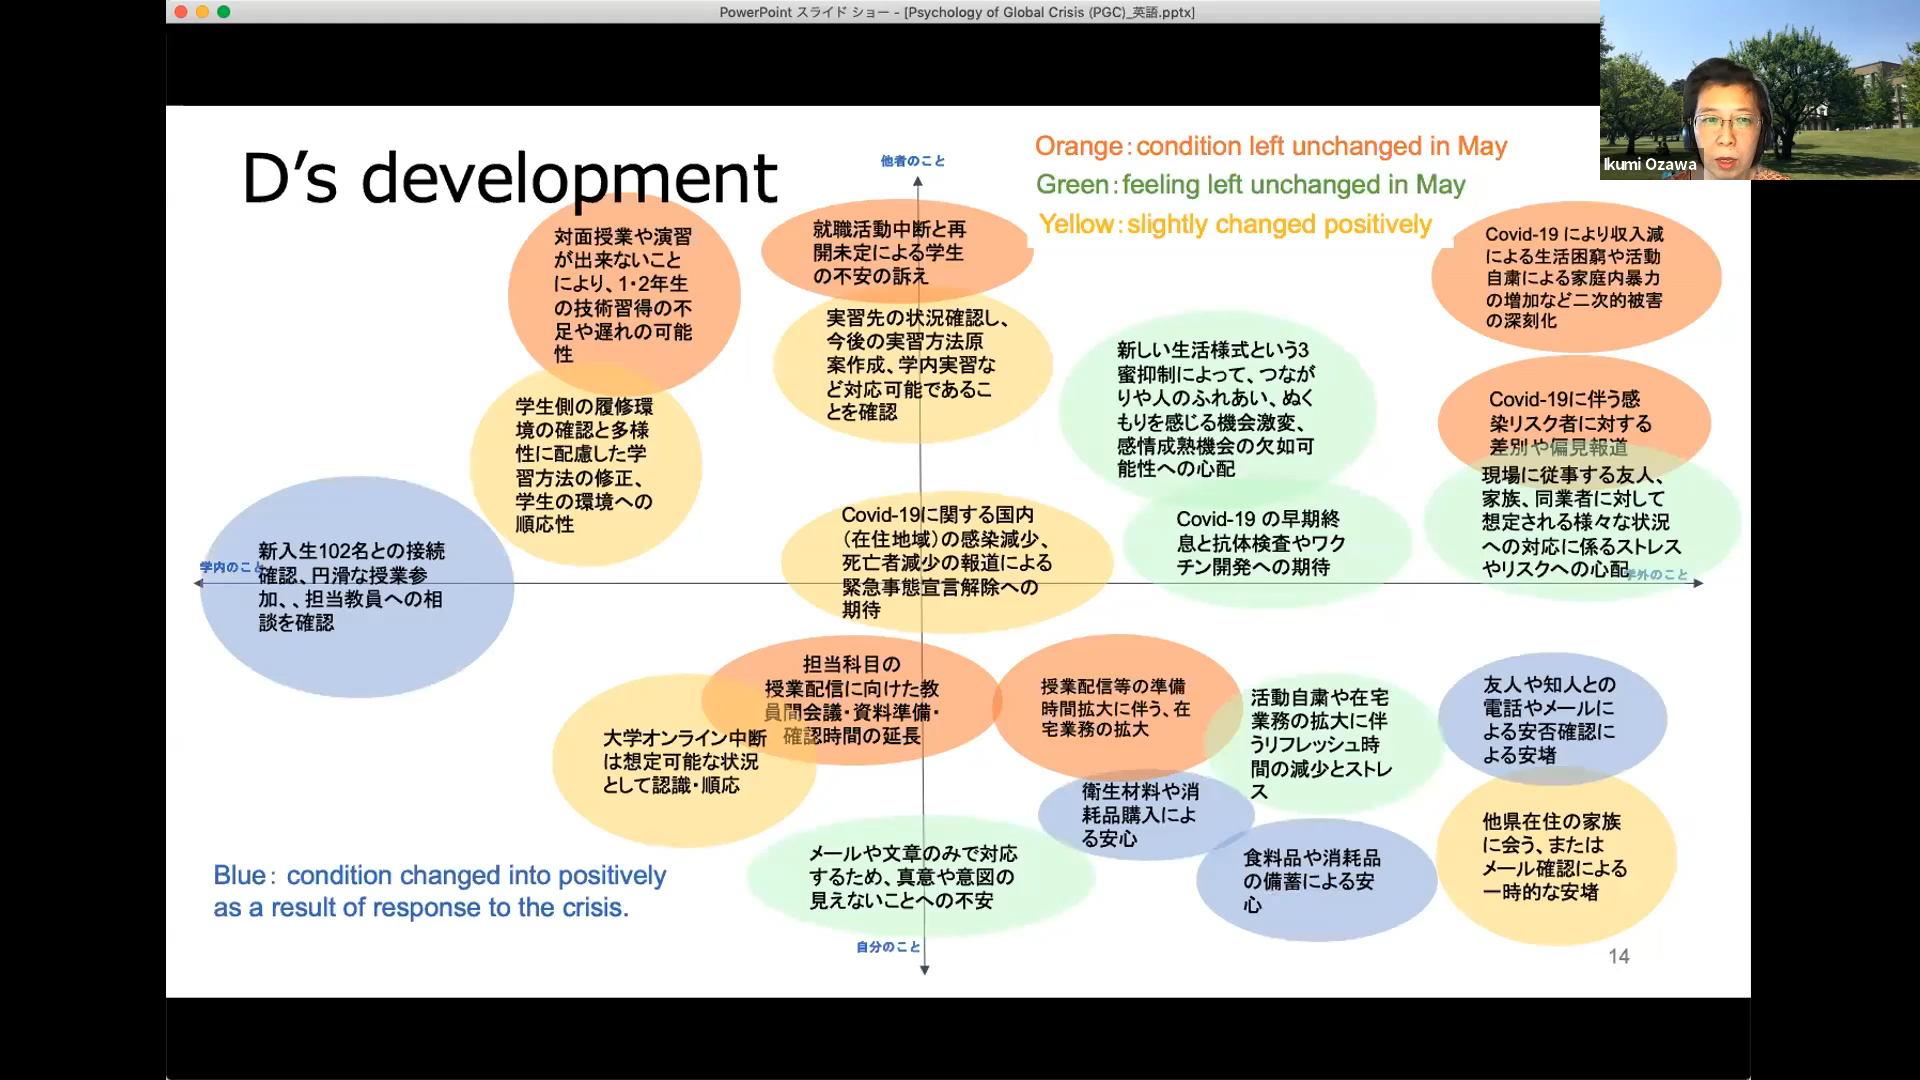 PowerPoint スライド ショー - [Psychology of Global Crisis (PGC)_英語.pptx]
Ikumi Ozawa
D’s development
他者のこと
Orange：condition left unchanged in May
Green：feeling left unchanged in May
Yellow：slightly changed positively
対面授業や演習
が出来ないこと
により、1・2年生
の技術習得の不
足や遅れの可能
性
就職活動中断と再
開未定による学生
の不安の訴え
Covid-19 により収入減
による生活困窮や活動
自粛による家庭内暴力
の増加など二次的被害
の深刻化
実習先の状況確認し、
今後の実習方法原
案作成、学内実習な
ど対応可能であるこ
とを確認
新しい生活様式という3
蜜抑制によって、つなが
りや人のふれあい、ぬく
もりを感じる機会激変、
感情成熟機会の欠如可
能性への心配
Covid-19に伴う感
染リスク者に対する
差別や偏見報道
学生側の履修環
境の確認と多様
性に配慮した学
習方法の修正、
学生の環境への
順応性
現場に従事する友人、
家族、同業者に対して
想定される様々な状況
への対応に係るストレス
やリスクへの心配
Covid-19に関する国内
（在住地域）の感染減少、
死亡者減少の報道による
緊急事態宣言解除への
期待
Covid-19 の早期終
息と抗体検査やワク
チン開発への期待
学内のこと
新入生102名との接続
確認、円滑な授業参
加、、担当教員への相
談を確認
学外のこと
担当科目の
授業配信に向けた教
員間会議・資料準備・
確認時間の延長
授業配信等の準備
時間拡大に伴う、在
宅業務の拡大
活動自粛や在宅
業務の拡大に伴
うリフレッシュ時
間の減少とストレ
ス
友人や知人との
電話やメールに
よる安否確認に
よる安堵
大学オンライン中断
は想定可能な状況
として認識・順応
衛生材料や消
耗品購入によ
る安心
食料品や消耗品
の備蓄による安
心
他県在住の家族
に会う、または
メール確認による
一時的な安堵
メールや文章のみで対応
するため、真意や意図の
見えないことへの不安
Blue： condition changed into positively
as a result of response to the crisis.
自分のこと
14